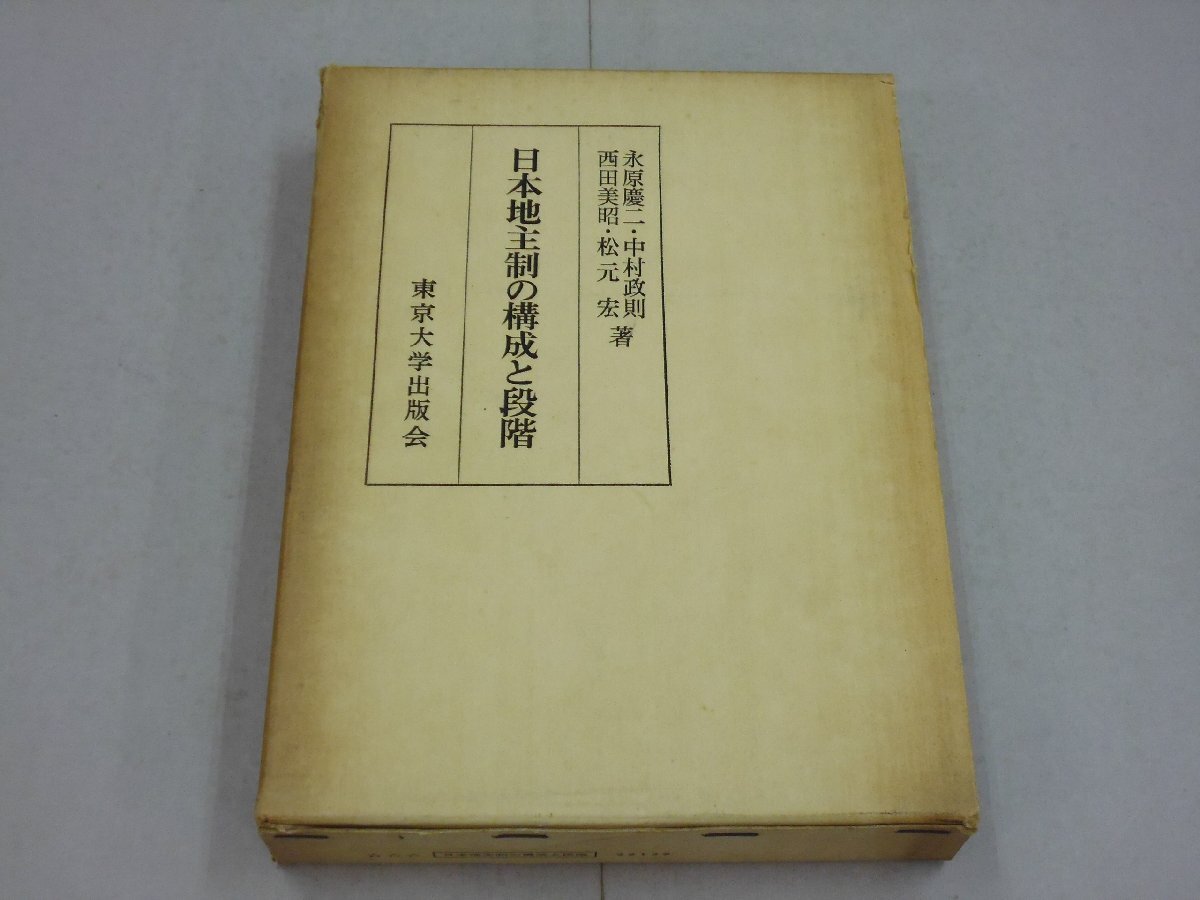 永原慶二・中村政則
西田美昭・松元 宏 著
日本地主制の構成と段階
東京大学出版会